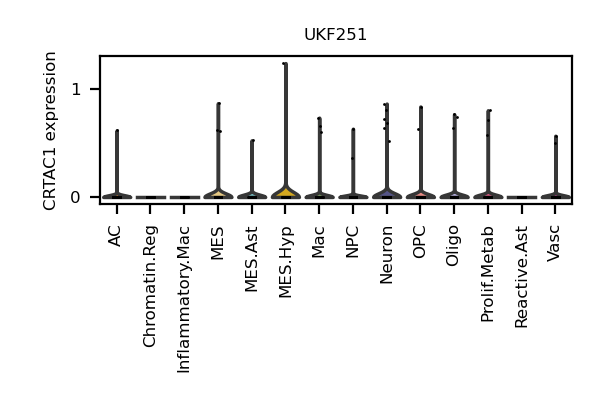 UKF251
CRTAC1 expression
1
0
AC
Chromatin.Reg
Inflammatory.Mac
MES
MES.Ast
MES.Hyp
Mac
NPC
Neuron
OPC
Oligo
Prolif.Metab
Reactive.Ast
Vasc